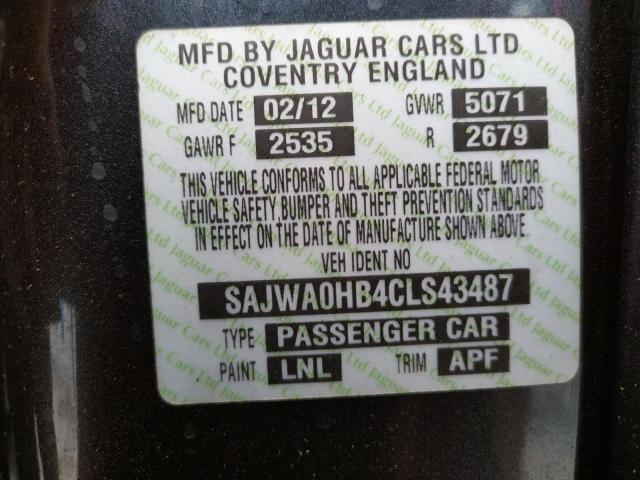 MFD BY JAGUAR CARS LTD
COVENTRY ENGLAND
MFD DATE 02/12 GVWR 5071
GAWR F 2535 R 2679
THIS VEHICLE CONFORMS TO ALL APPLICABLE FEDERAL MOTOR
VEHICLE SAFETY, BUMPER AND THEFT PREVENTION STANDARDS
IN EFFECT ON THE DATE OF MANUFACTURE SHOWN ABOVE.
VEH IDENT NO
SAJWA0HB4CLS43487
TYPE PASSENGER CAR
PAINT LNL TRIM APF